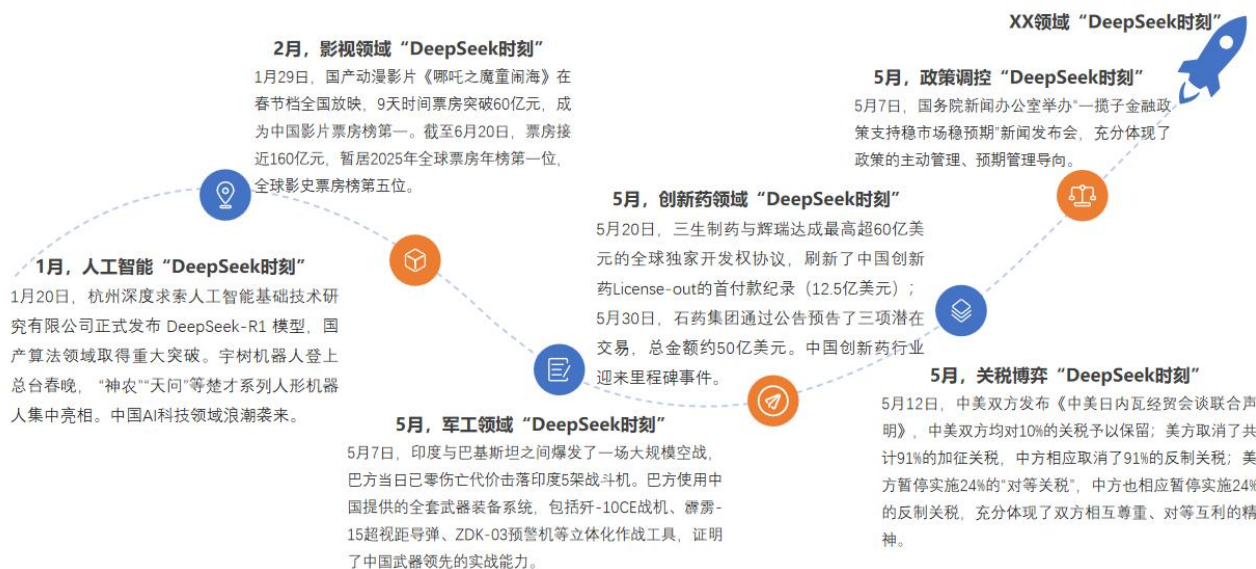 XX领域“DeepSeek时刻”
2月，影视领域“DeepSeek时刻”
1月29日，国产动漫影片《哪吒之魔童闹海》在
春节档全国放映，9天时间票房突破60亿元，成
为中国影片票房榜第一。截至6月20日，票房接
近160亿元，暂居2025年全球票房年榜第一位，
全球影史票房榜第五位。
5月，政策调控“DeepSeek时刻”
5月7日，国务院新闻办公室举办“一揽子金融政
策支持稳市场稳预期”新闻发布会，充分体现了
政策的主动管理、预期管理导向。
1月，人工智能“DeepSeek时刻”
1月20日，杭州深度求索人工智能基础技术研
究有限公司正式发布 DeepSeek-R1 模型，国
产算法领域取得重大突破。宇树机器人登上
总台春晚，“神农”“天问”等楚才系列人形机器
人集中亮相。中国AI科技领域浪潮袭来。
5月，创新药领域“DeepSeek时刻”
5月20日，三生制药与辉瑞达成最高超60亿美
元的全球独家开发权协议，刷新了中国创新
药License-out的首付款纪录（12.5亿美元）；
5月30日，石药集团通过公告预告了三项潜在
交易，总金额约50亿美元。中国创新药行业
迎来里程碑事件。
5月，军工领域“DeepSeek时刻”
5月7日，印度与巴基斯坦之间爆发了一场大规模空战，
巴方当日已零伤亡代价击落印度5架战斗机。巴方使用中
国提供的全套武器装备系统，包括歼-10CE战机、霹雳-
15超视距导弹、ZDK-03预警机等立体化作战工具，证明
了中国武器领先的实战能力。
5月，关税博弈“DeepSeek时刻”
5月12日，中美双方发布《中美日内瓦经贸会谈联合声
明》，中美双方均对10%的关税予以保留；美方取消了共
计91%的加征关税，中方相应取消了91%的反制关税；美
方暂停实施24%的“对等关税”，中方也相应暂停实施24%
的反制关税，充分体现了双方相互尊重、对等互利的精
神。